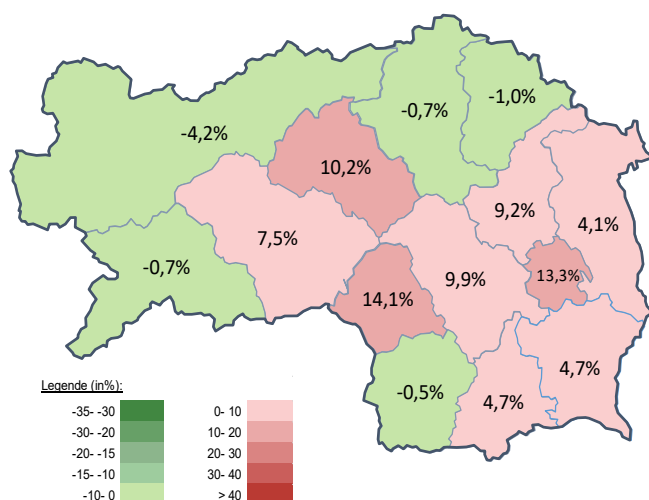 -0,7%
-1,0%
-4,2%
10,2%
9,2%
4,1%
7,5%
-0,7%
9,9%
13,3%
14,1%
4,7%
-0,5%
4,7%
Legende (in%):
-35- -30 0- 10
-30- -20 10- 20
-20- -15 20- 30
-15- -10 30- 40
-10- 0 > 40